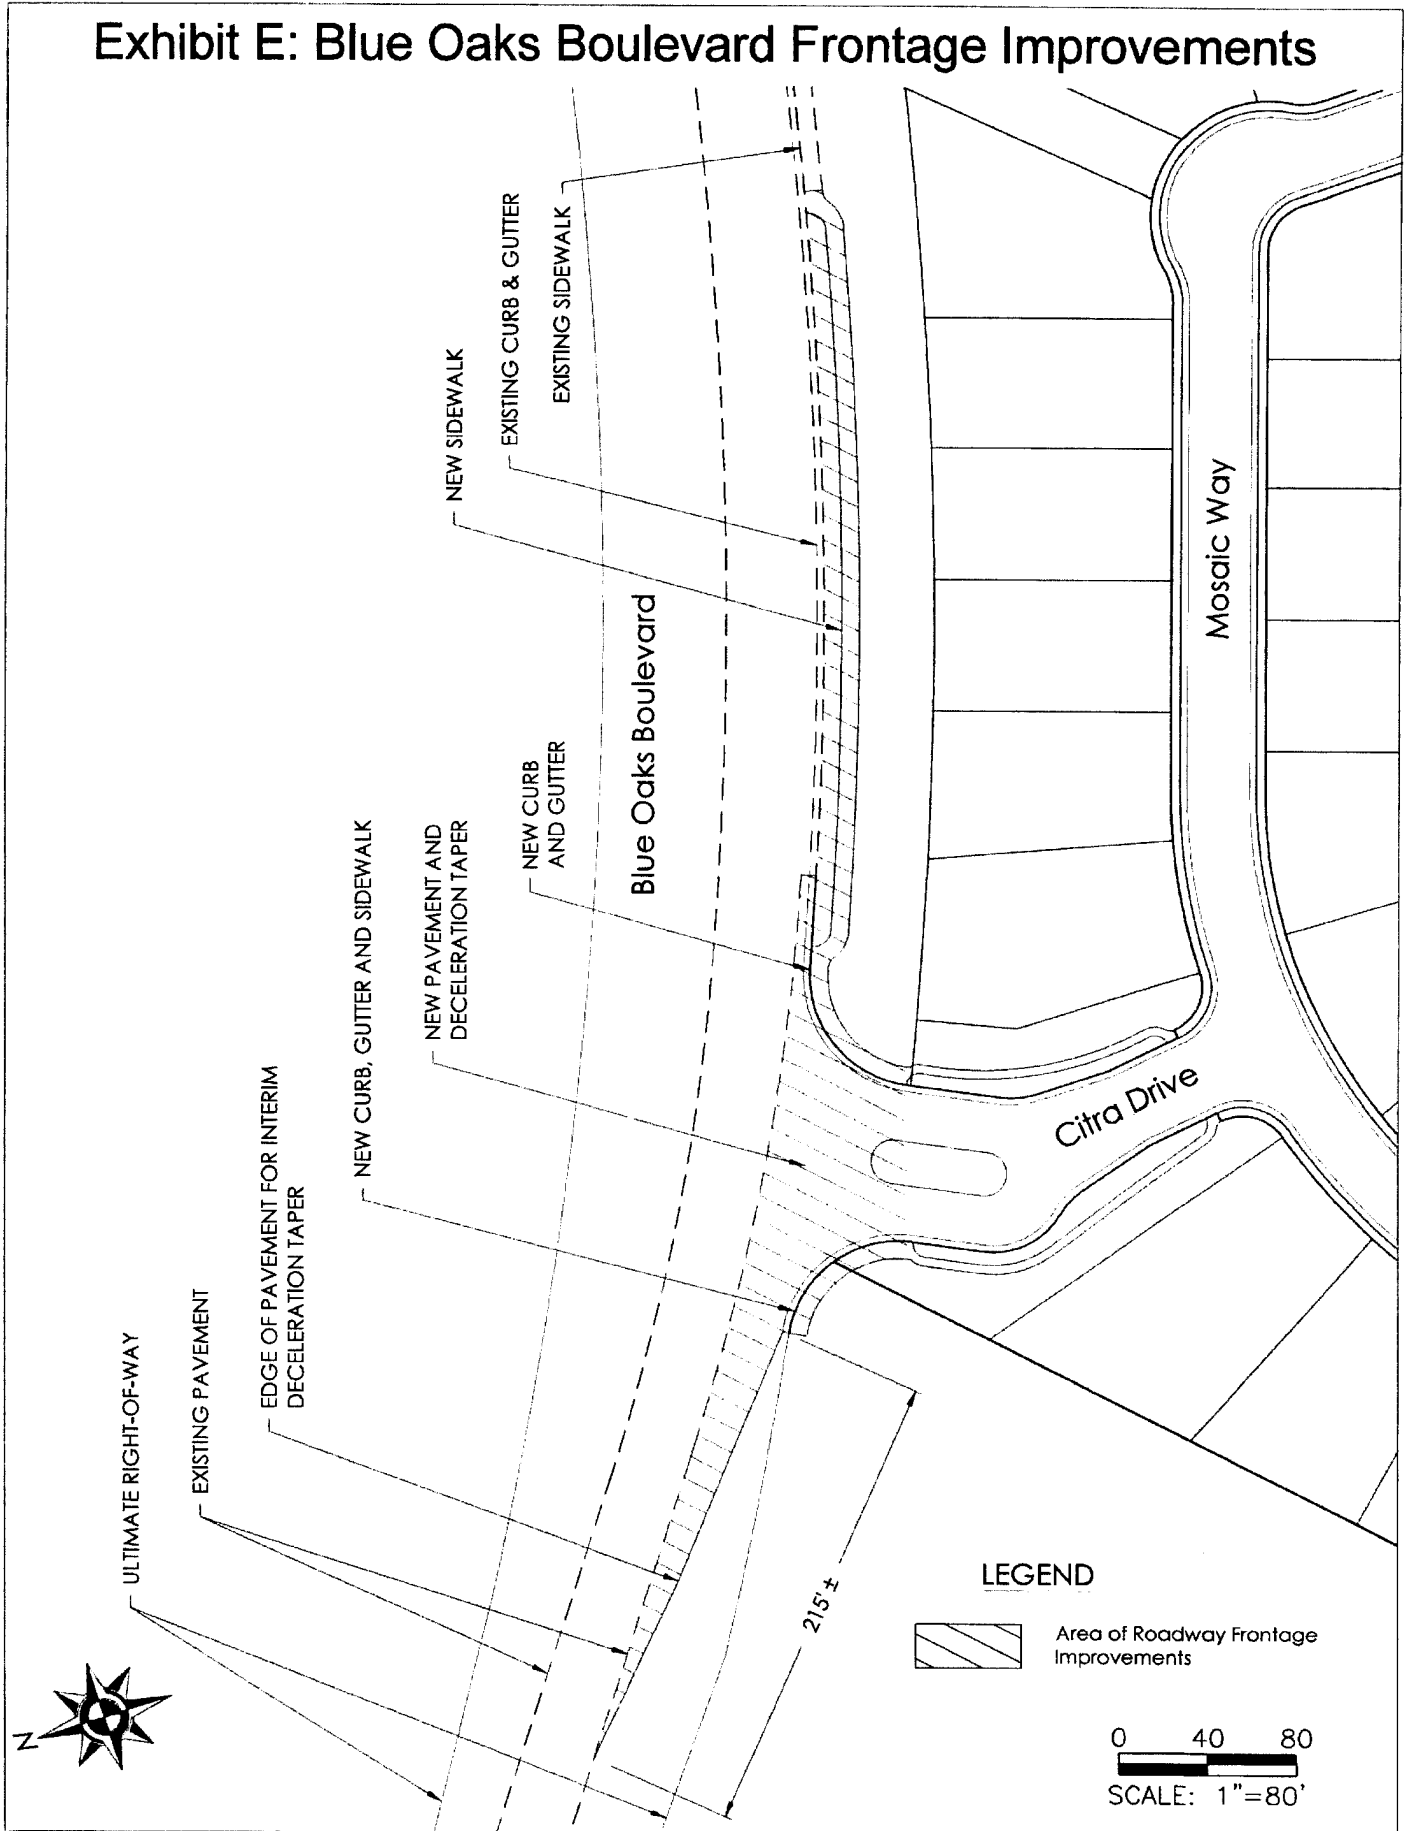 Exhibit E: Blue Oaks Boulevard Frontage Improvements
EXISTING SIDEWALK
EXISTING CURB & GUTTER
NEW SIDEWALK
NEW CURB
AND GUTTER
NEW PAVEMENT AND
DECELERATION TAPER
NEW CURB, GUTTER AND SIDEWALK
EDGE OF PAVEMENT FOR INTERIM
DECELERATION TAPER
EXISTING PAVEMENT
ULTIMATE RIGHT-OF-WAY
Blue Oaks Boulevard
Mosaic Way
Citra Drive
215'±
N
LEGEND
Area of Roadway Frontage
Improvements
0 40 80
SCALE: 1"=80'